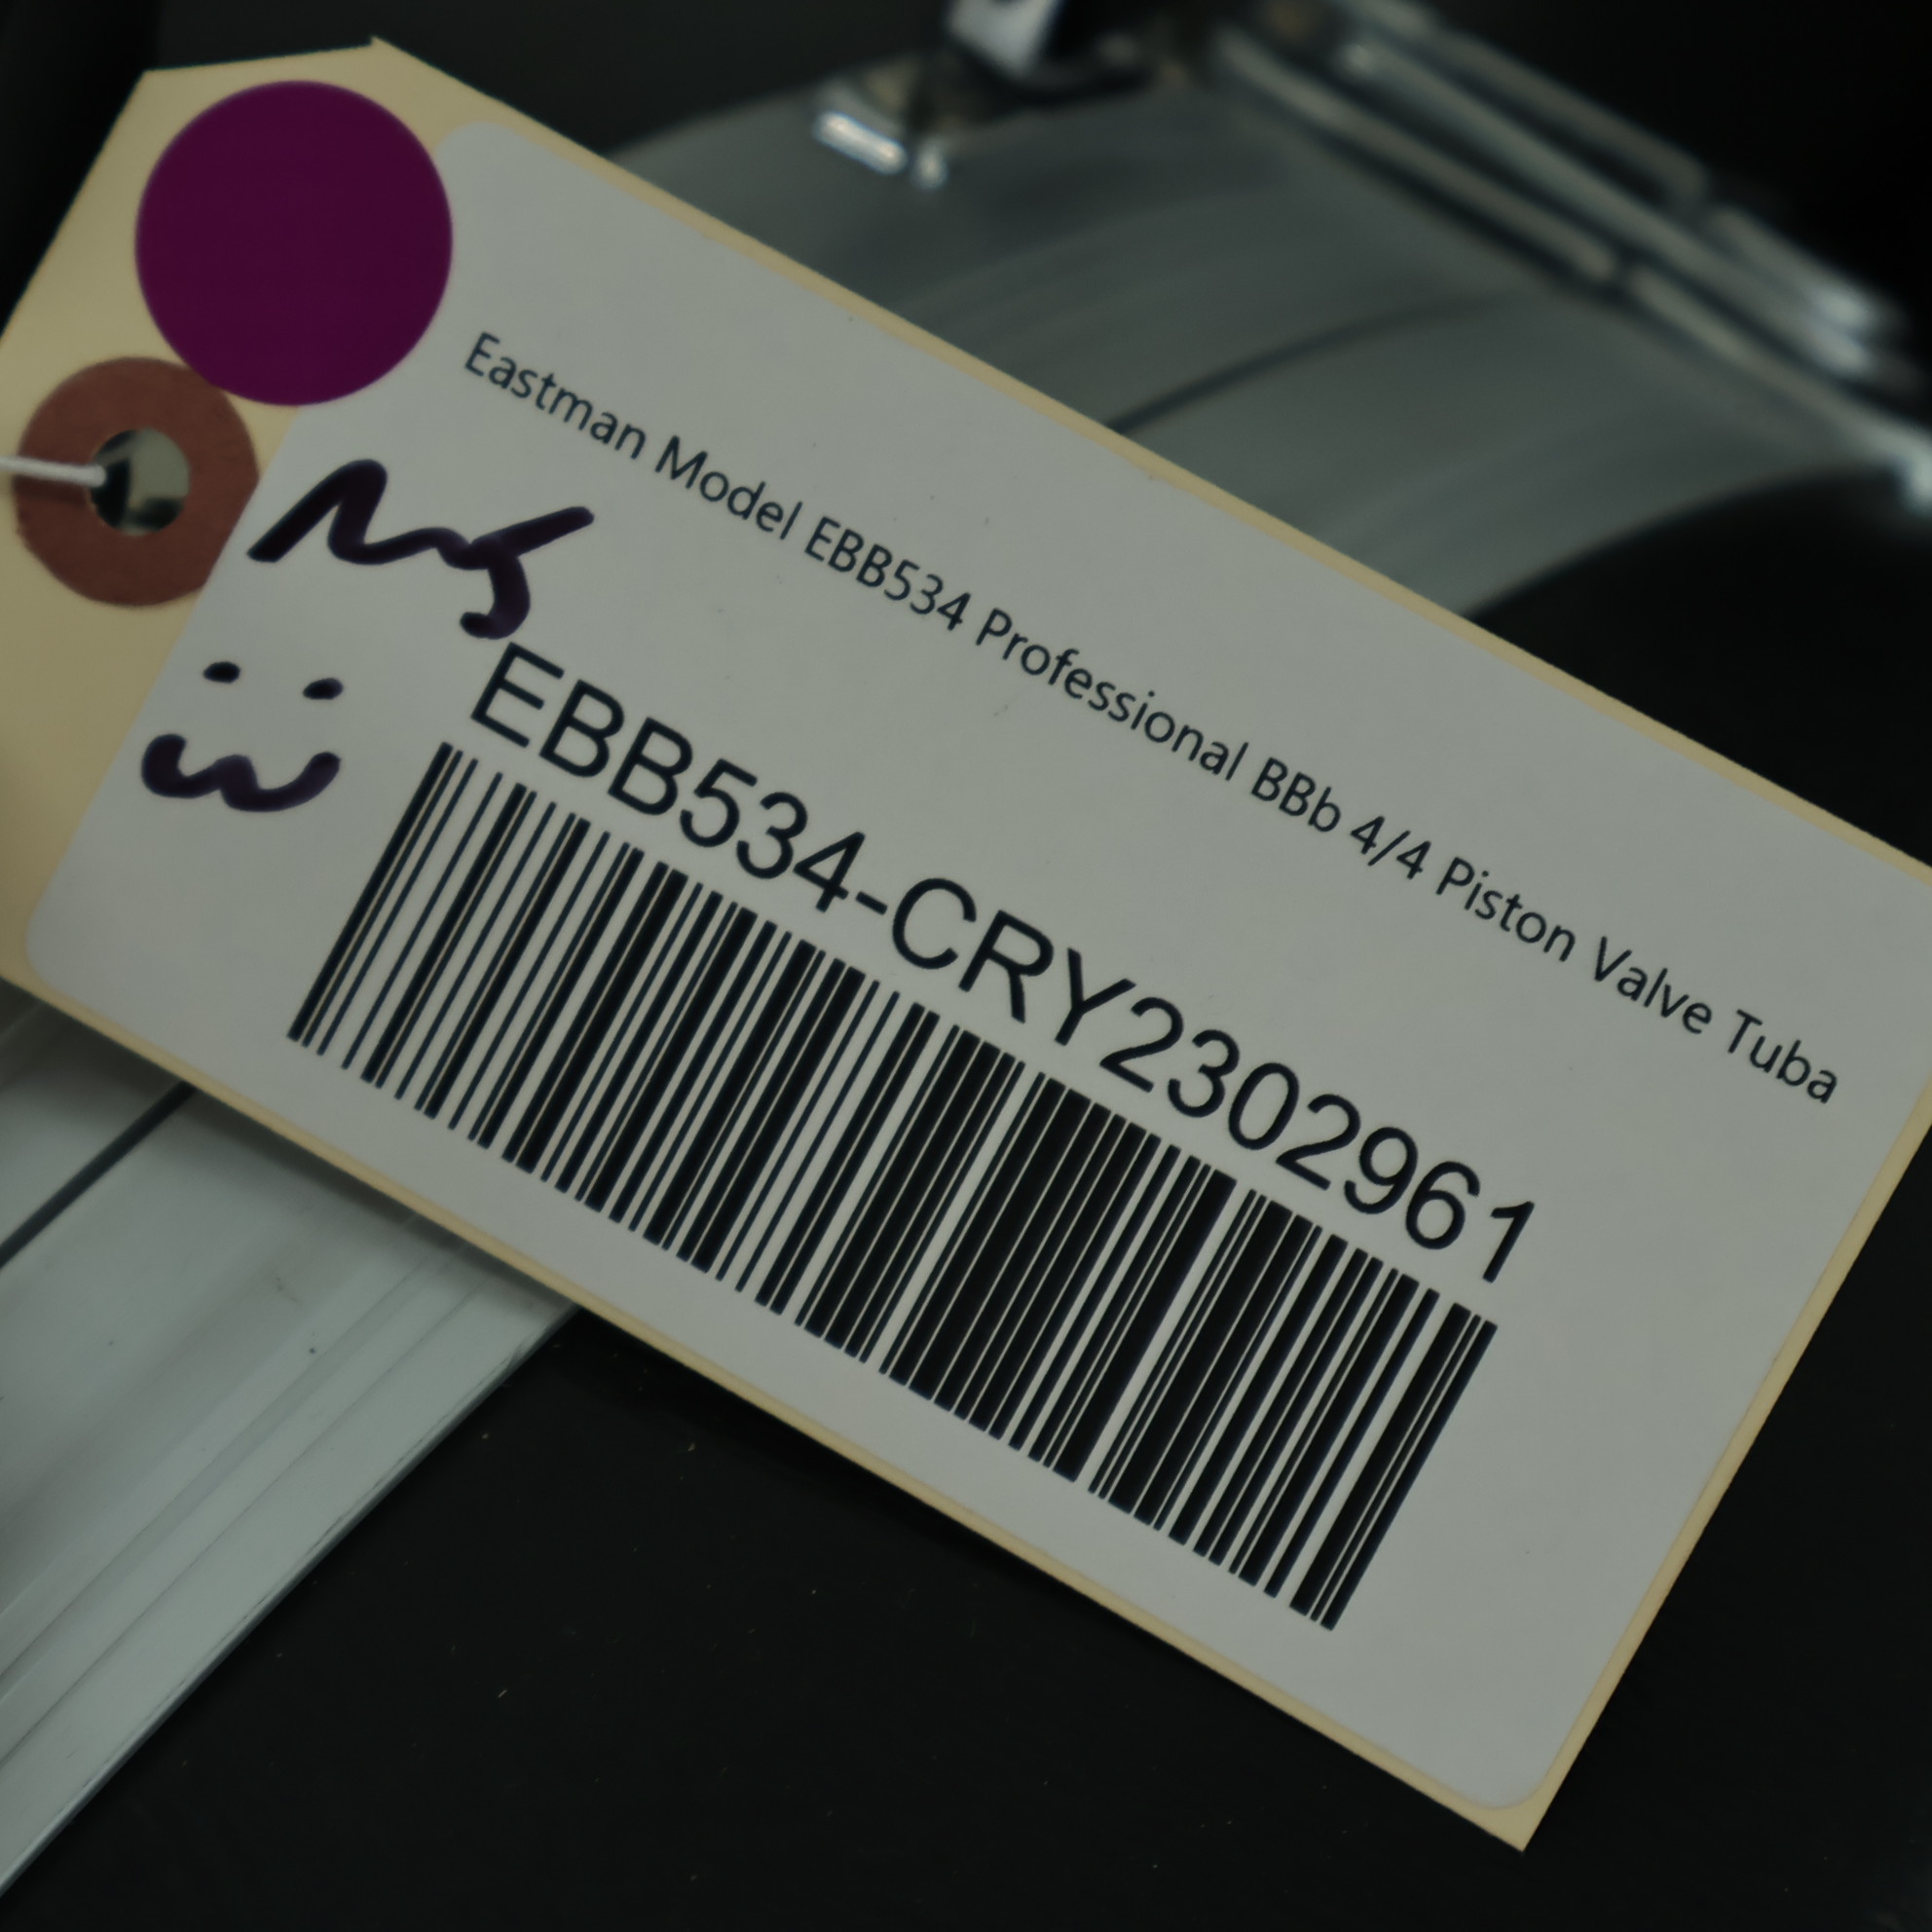 Eastman Model EBB534 Professional BBb 4/4 Piston Valve Tuba
EBB534-CRY2302961